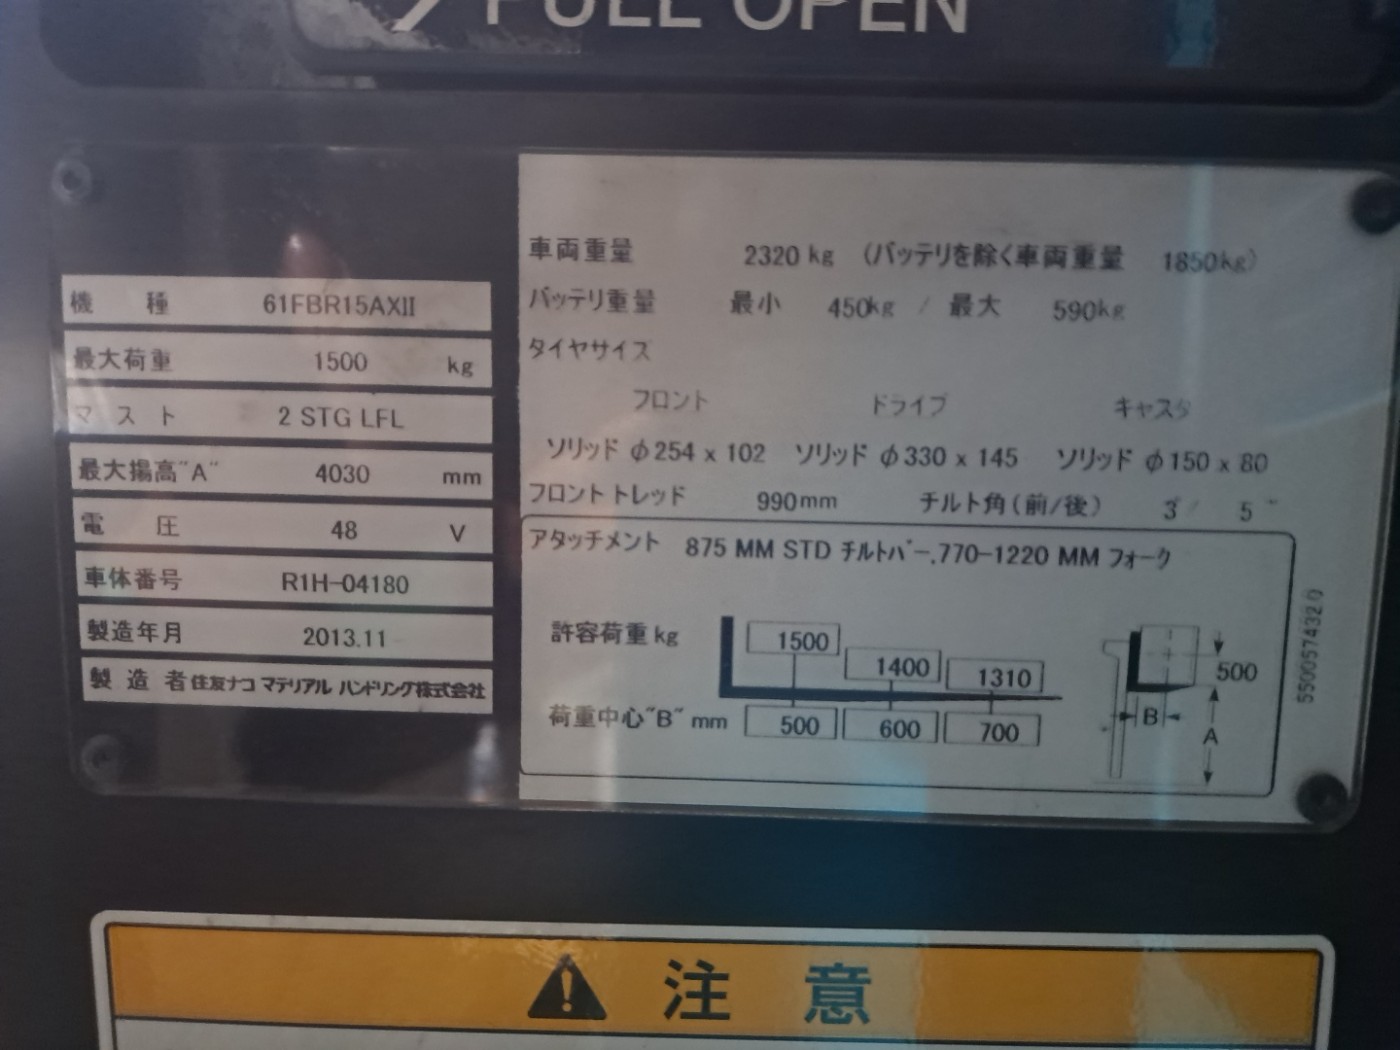 FULL OPEN
機 種 61FBR15AXII
最大荷重 1500 kg
マスト 2 STG LFL
最大揚高"A" 4030 mm
電 圧 48 V
車体番号 R1H-04180
製造年月 2013.11
製造者 住友ナコ マテリアル ハンドリング株式会社
車両重量 2320 kg (バッテリを除く車両重量 1850kg)
バッテリ重量 最小 450kg / 最大 590kg
タイヤサイズ
フロント ドライブ キャスタ
ソリッド φ254 x 102 ソリッド φ330 x 145 ソリッド φ150 x 80
フロントトレッド 990mm チルト角(前/後) 3°/ 5°
アタッチメント 875 MM STD チルトバー.770-1220 MM フォーク
許容荷重 kg 1500 1400 1310
荷重中心"B" mm 500 600 700
500
B
A
5500574320
注意